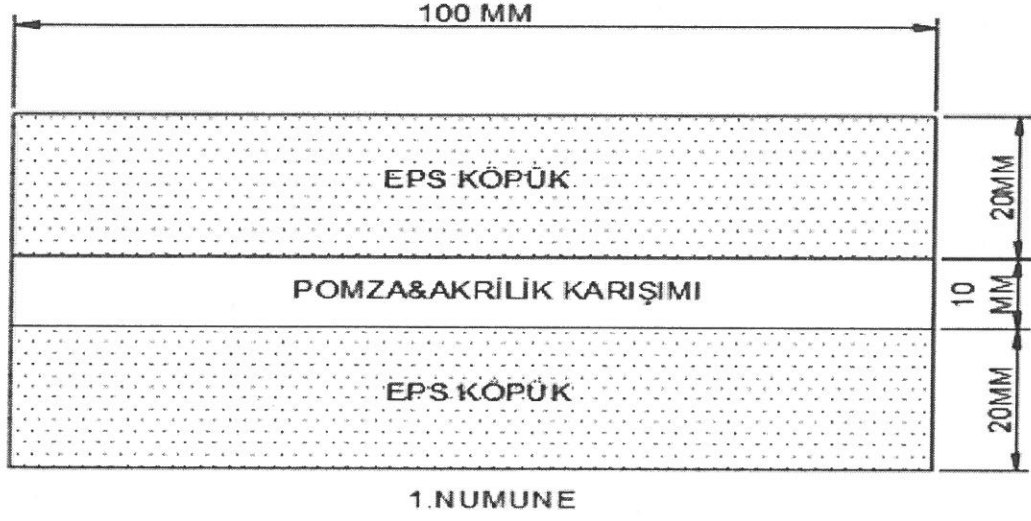 100 MM
EPS KÖPÜK
20MM
POMZA&AKRİLİK KARIŞIMI
10
MM
EPS KÖPÜK
20MM
1.NUMUNE